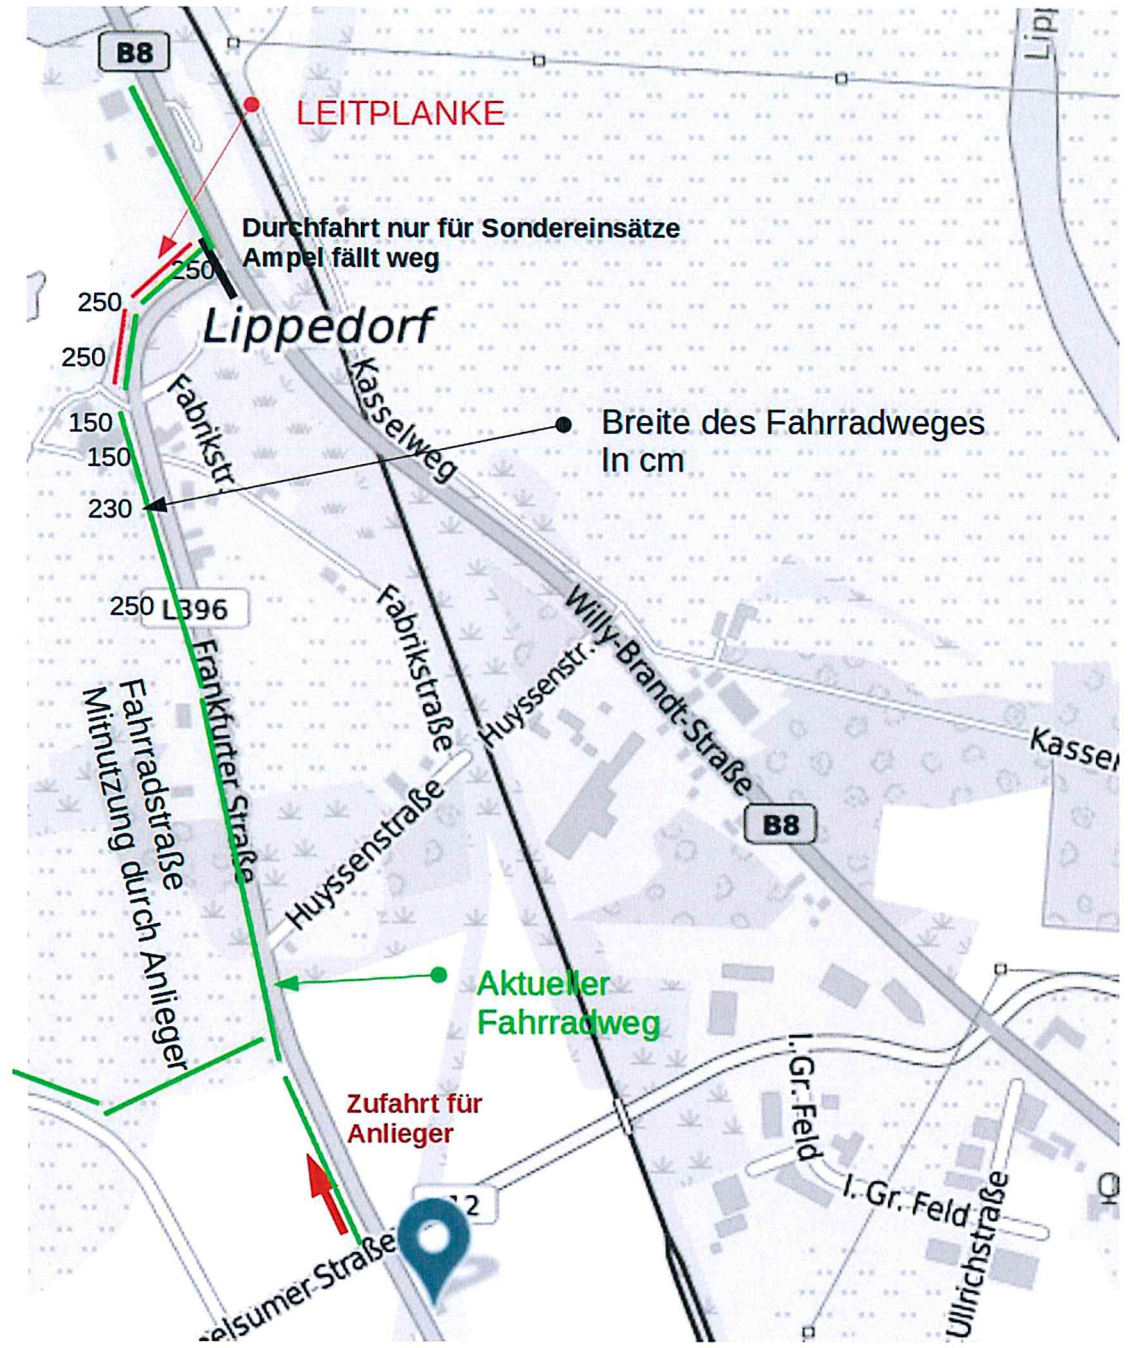 B8
Lipp
LEITPLANKE
Durchfahrt nur für Sondereinsätze
Ampel fällt weg
250
250
Lippedorf
250
Kasselweg
Fabrikstr.
150
Breite des Fahrradweges
In cm
150
230
Fabrikstraße
Willy-Brandt-Straße
250
L396
Huyssenstr.
Frankfurter Straße
Fahrradstraße
Mitnutzung durch Anlieger
B8
Huyssenstraße
Aktueller
Fahrradweg
I. Gr. Feld
Zufahrt für
Anlieger
I. Gr. Feld
12
Ullrichstraße
elsumer Straße